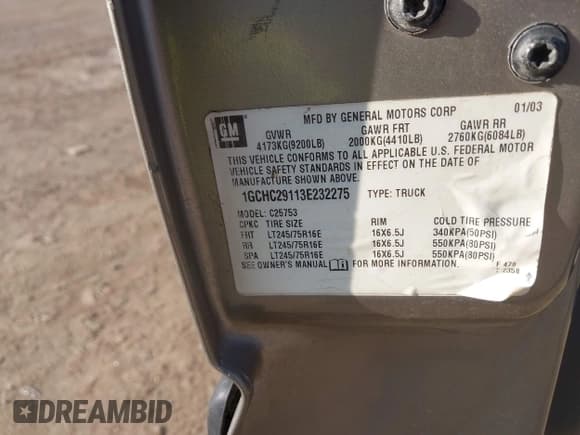 GM
MFD BY GENERAL MOTORS CORP 01/03
GVWR GAWR FRT GAWR RR
4173KG(9200LB) 2000KG(4410LB) 2760KG(6084LB)
THIS VEHICLE CONFORMS TO ALL APPLICABLE U.S. FEDERAL MOTOR
VEHICLE SAFETY STANDARDS IN EFFECT ON THE DATE OF
MANUFACTURE SHOWN ABOVE.
1GCHC29113E232275 TYPE: TRUCK
MODEL: C25753
CPKC TIRE SIZE RIM COLD TIRE PRESSURE
FRT LT245/75R16E 16X6.5J 340KPA(50PSI)
RR LT245/75R16E 16X6.5J 550KPA(80PSI)
SPA LT245/75R16E 16X6.5J 550KPA(80PSI)
SEE OWNER'S MANUAL FOR MORE INFORMATION.
DREAMBID